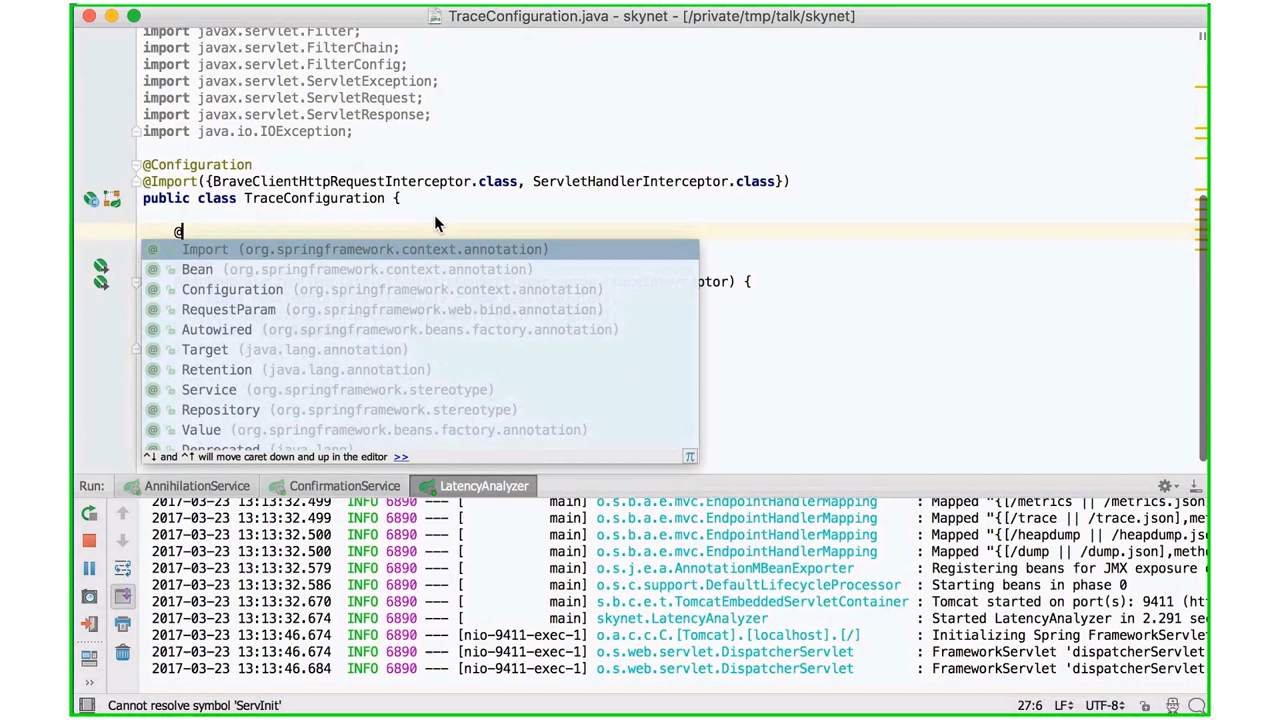 TraceConfiguration.java - skynet - [/private/tmp/talk/skynet]
import javax.servlet.Filter;
import javax.servlet.FilterChain;
import javax.servlet.FilterConfig;
import javax.servlet.ServletException;
import javax.servlet.ServletRequest;
import javax.servlet.ServletResponse;
import java.io.IOException;
@Configuration
@Import({BraveClientHttpRequestInterceptor.class, ServletHandlerInterceptor.class})
public class TraceConfiguration {
@
@ Import (org.springframework.context.annotation)
@ Bean (org.springframework.context.annotation)
ptor) {
@ Configuration (org.springframework.context.annotation)
@ RequestParam (org.springframework.web.bind.annotation)
@ Autowired (org.springframework.beans.factory.annotation)
@ Target (java.lang.annotation)
@ Retention (java.lang.annotation)
@ Service (org.springframework.stereotype)
@ Repository (org.springframework.stereotype)
@ Value (org.springframework.beans.factory.annotation)
@ Deprecated (java.lang)
^↓ and ^↑ will move caret down and up in the editor >> π
Run: AnnihilationService ConfirmationService LatencyAnalyzer
2017-03-23 13:13:32.499 INFO 6890 --- [ main] o.s.b.a.e.mvc.EndpointHandlerMapping : Mapped "{[/metrics || /metrics.json
2017-03-23 13:13:32.499 INFO 6890 --- [ main] o.s.b.a.e.mvc.EndpointHandlerMapping : Mapped "{[/trace || /trace.json],met
2017-03-23 13:13:32.500 INFO 6890 --- [ main] o.s.b.a.e.mvc.EndpointHandlerMapping : Mapped "{[/heapdump || /heapdump.js
2017-03-23 13:13:32.500 INFO 6890 --- [ main] o.s.b.a.e.mvc.EndpointHandlerMapping : Mapped "{[/dump || /dump.json],metho
2017-03-23 13:13:32.579 INFO 6890 --- [ main] o.s.j.e.a.AnnotationMBeanExporter : Registering beans for JMX exposure o
2017-03-23 13:13:32.586 INFO 6890 --- [ main] o.s.c.support.DefaultLifecycleProcessor : Starting beans in phase 0
2017-03-23 13:13:32.670 INFO 6890 --- [ main] s.b.c.e.t.TomcatEmbeddedServletContainer : Tomcat started on port(s): 9411 (ht
2017-03-23 13:13:32.674 INFO 6890 --- [ main] skynet.LatencyAnalyzer : Started LatencyAnalyzer in 2.291 sec
2017-03-23 13:13:46.674 INFO 6890 --- [nio-9411-exec-1] o.a.c.c.C.[Tomcat].[localhost].[/] : Initializing Spring FrameworkServlet
2017-03-23 13:13:46.674 INFO 6890 --- [nio-9411-exec-1] o.s.web.servlet.DispatcherServlet : FrameworkServlet 'dispatcherServlet
2017-03-23 13:13:46.684 INFO 6890 --- [nio-9411-exec-1] o.s.web.servlet.DispatcherServlet : FrameworkServlet 'dispatcherServlet
>>
Cannot resolve symbol 'ServInit' 27:6 LF UTF-8